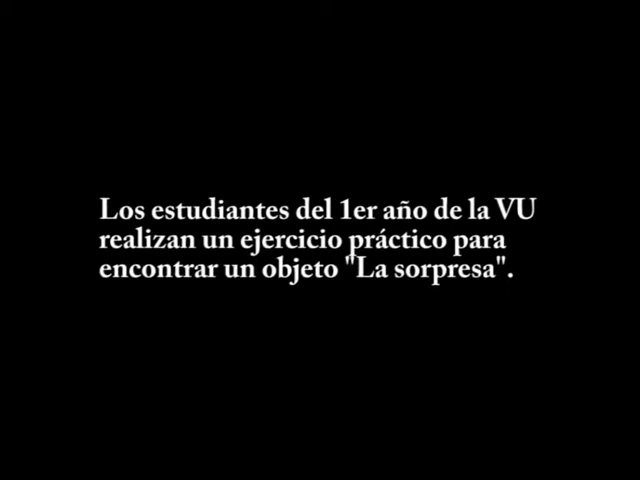 Los estudiantes del 1er año de la VU
realizan un ejercicio práctico para
encontrar un objeto "La sorpresa".